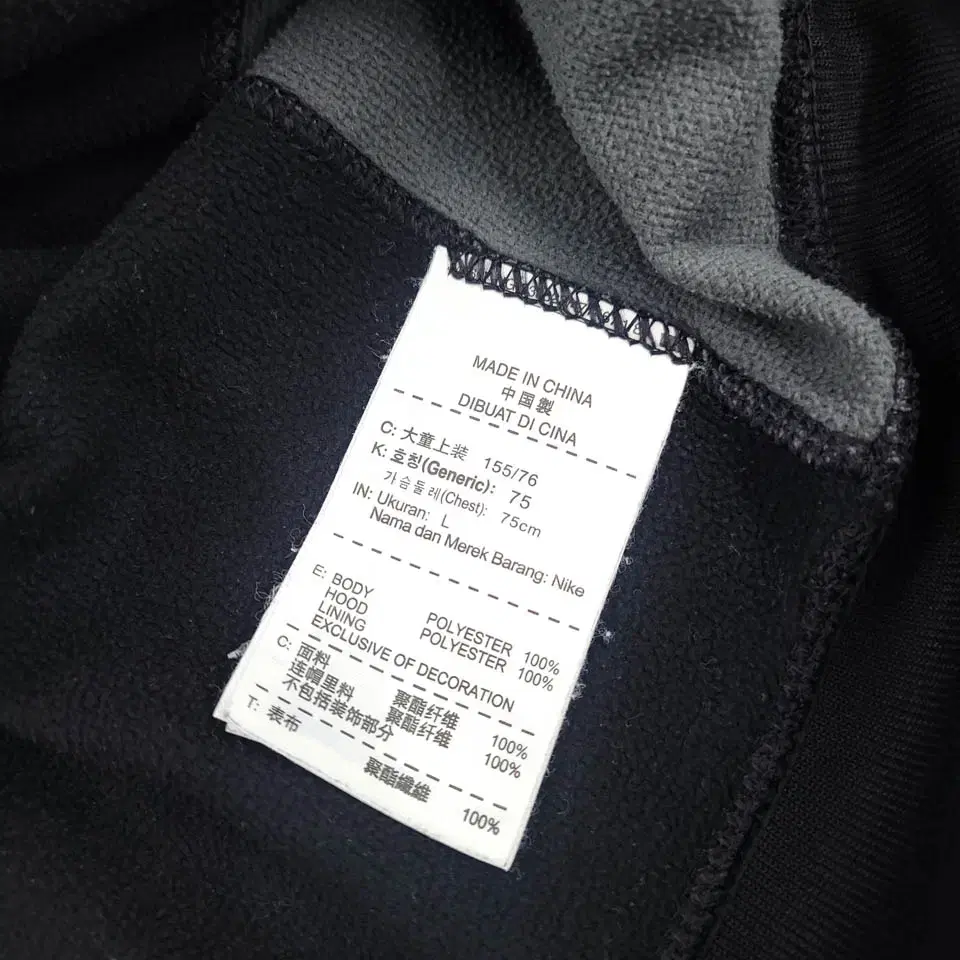 MADE IN CHINA
中国製
DIBUAT DI CINA
C: 大童上装 155/76
K: 호칭(Generic): 75
가슴둘레(Chest): 75cm
IN: Ukuran: L
Nama dan Merek Barang: Nike
E: BODY POLYESTER 100%
HOOD LINING POLYESTER 100%
EXCLUSIVE OF DECORATION
C: 面料 聚酯纤维 100%
连帽里料 聚酯纤维 100%
不包括装饰部分
T: 表布 聚酯纖維 100%